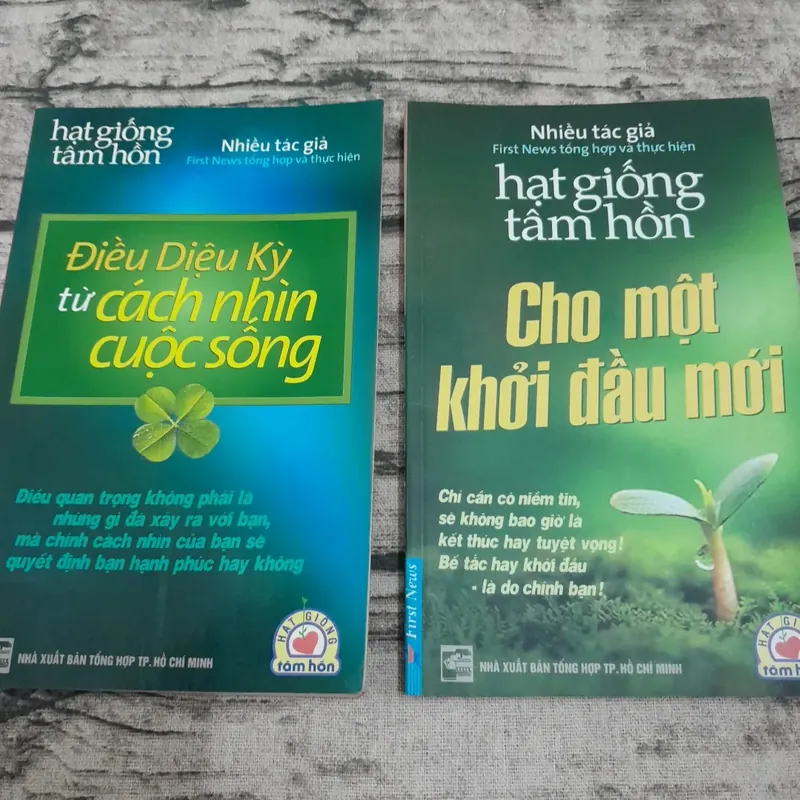 hạt giống
tâm hồn
Nhiều tác giả
First News tổng hợp và thực hiện
Điều Diệu Kỳ
từ cách nhìn
cuộc sống
Điều quan trọng không phải là
những gì đã xảy ra với bạn,
mà chính cách nhìn của bạn sẽ
quyết định bạn hạnh phúc hay không
NHÀ XUẤT BẢN TỔNG HỢP TP. HỒ CHÍ MINH
HẠT GIỐNG
tâm hồn
Nhiều tác giả
First News tổng hợp và thực hiện
hạt giống
tâm hồn
Cho một
khởi đầu mới
Chỉ cần có niềm tin,
sẽ không bao giờ là
kết thúc hay tuyệt vọng!
Bế tắc hay khởi đầu
- là do chính bạn!
First News
NHÀ XUẤT BẢN TỔNG HỢP TP. HỒ CHÍ MINH
HẠT GIỐNG
tâm hồn